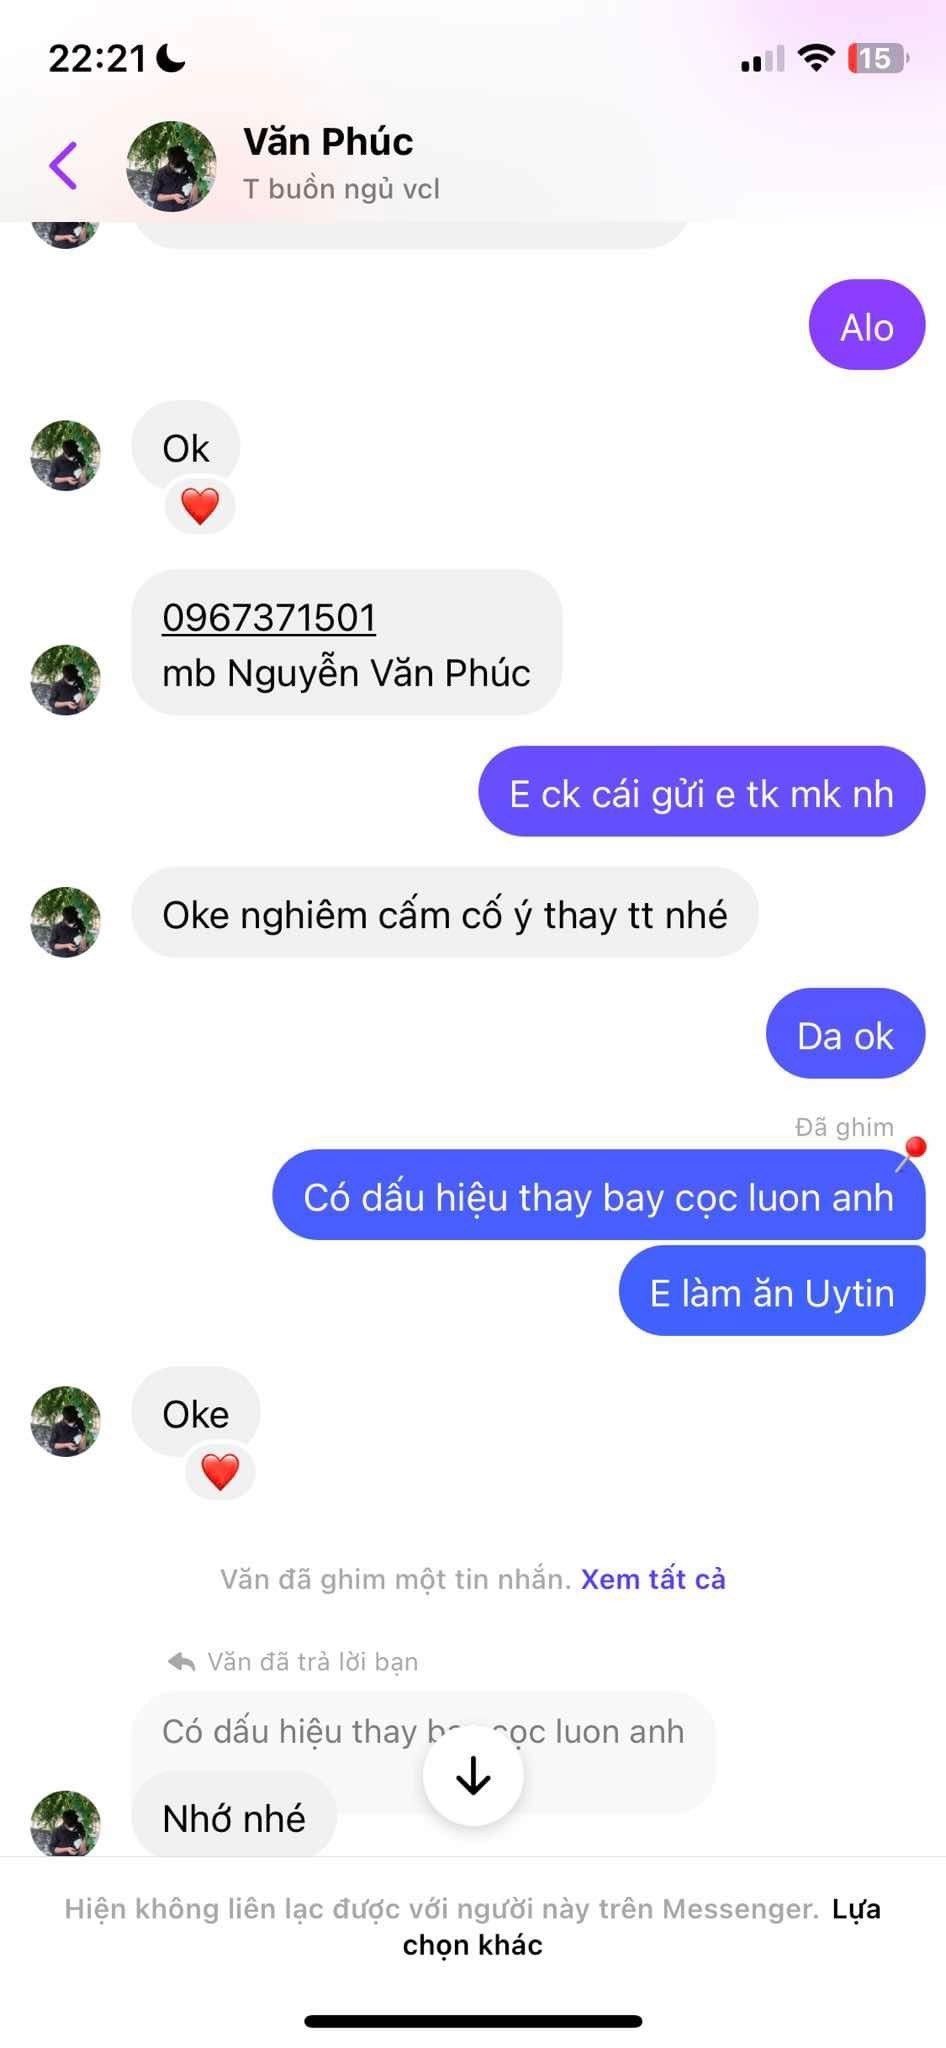 22:21
15
Văn Phúc
T buồn ngủ vcl
Alo
Ok
0967371501
mb Nguyễn Văn Phúc
E ck cái gửi e tk mk nh
Oke nghiêm cấm cố ý thay tt nhé
Da ok
Đã ghim
Có dấu hiệu thay bay cọc luon anh
E làm ăn Uytin
Oke
Văn đã ghim một tin nhắn. Xem tất cả
Văn đã trả lời bạn
Có dấu hiệu thay bay cọc luon anh
Nhớ nhé
Hiện không liên lạc được với người này trên Messenger. Lựa
chọn khác